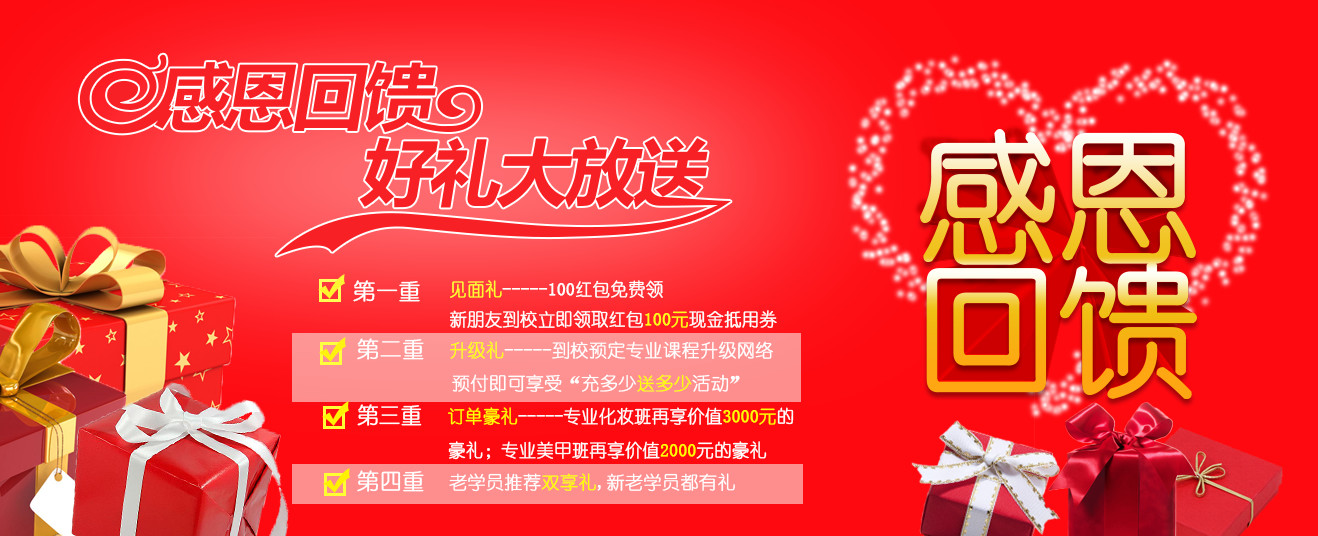 感恩回馈
好礼大放送
第一重 见面礼-----100红包免费领
新朋友到校立即领取红包100元现金抵用券
第二重 升级礼-----到校预定专业课程升级网络
预付即可享受“充多少送多少活动”
第三重 订单豪礼-----专业化妆班再享价值3000元的
豪礼；专业美甲班再享价值2000元的豪礼
第四重 老学员推荐双享礼,新老学员都有礼
感恩
回馈